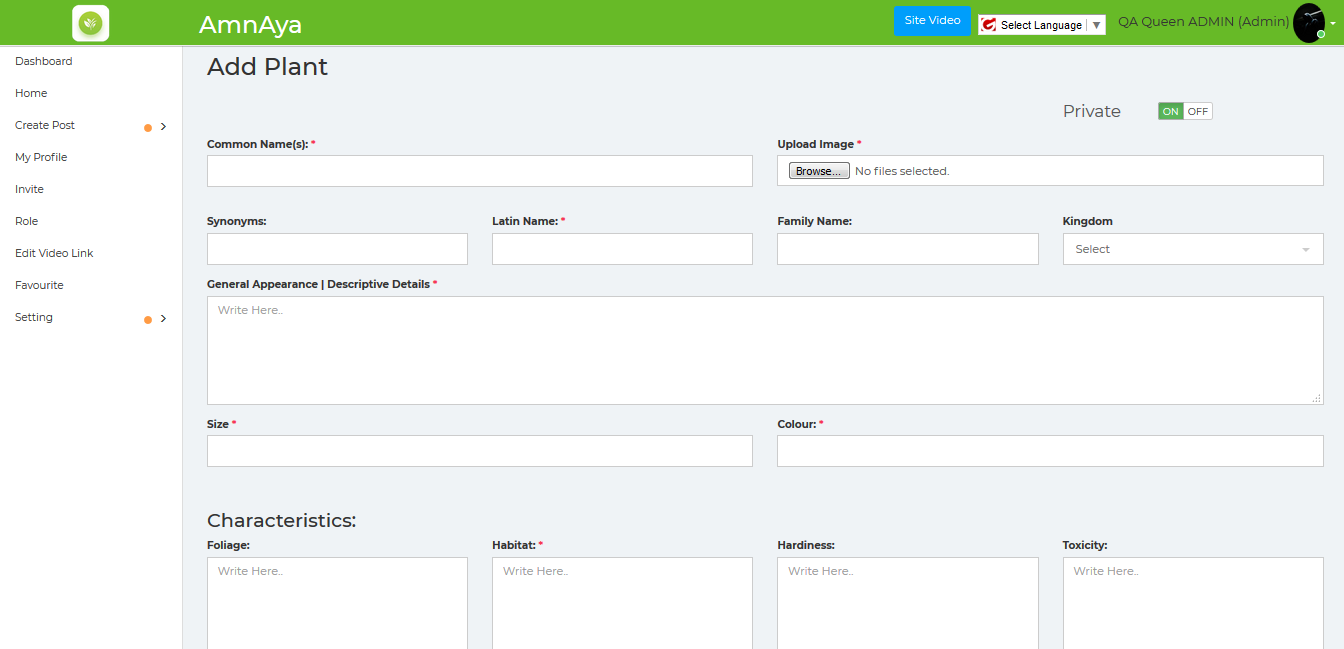 AmnAya
Site Video
Select Language
QA Queen ADMIN (Admin)
Dashboard
Home
Create Post
My Profile
Invite
Role
Edit Video Link
Favourite
Setting
Add Plant
Private ON OFF
Common Name(s): * Upload Image *
Browse... No files selected.
Synonyms: Latin Name: * Family Name: Kingdom
Select
General Appearance | Descriptive Details *
Write Here..
Size * Colour: *
Characteristics:
Foliage: Habitat: * Hardiness: Toxicity:
Write Here.. Write Here.. Write Here.. Write Here..